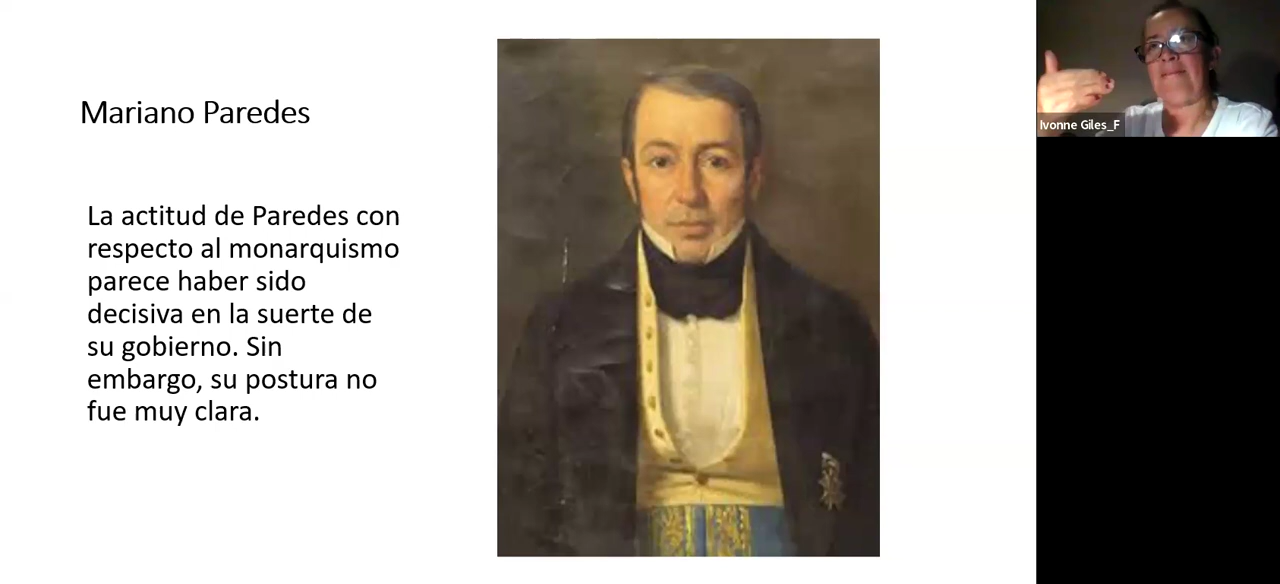 Mariano Paredes
La actitud de Paredes con
respecto al monarquismo
parece haber sido
decisiva en la suerte de
su gobierno. Sin
embargo, su postura no
fue muy clara.
Ivonne Giles_F